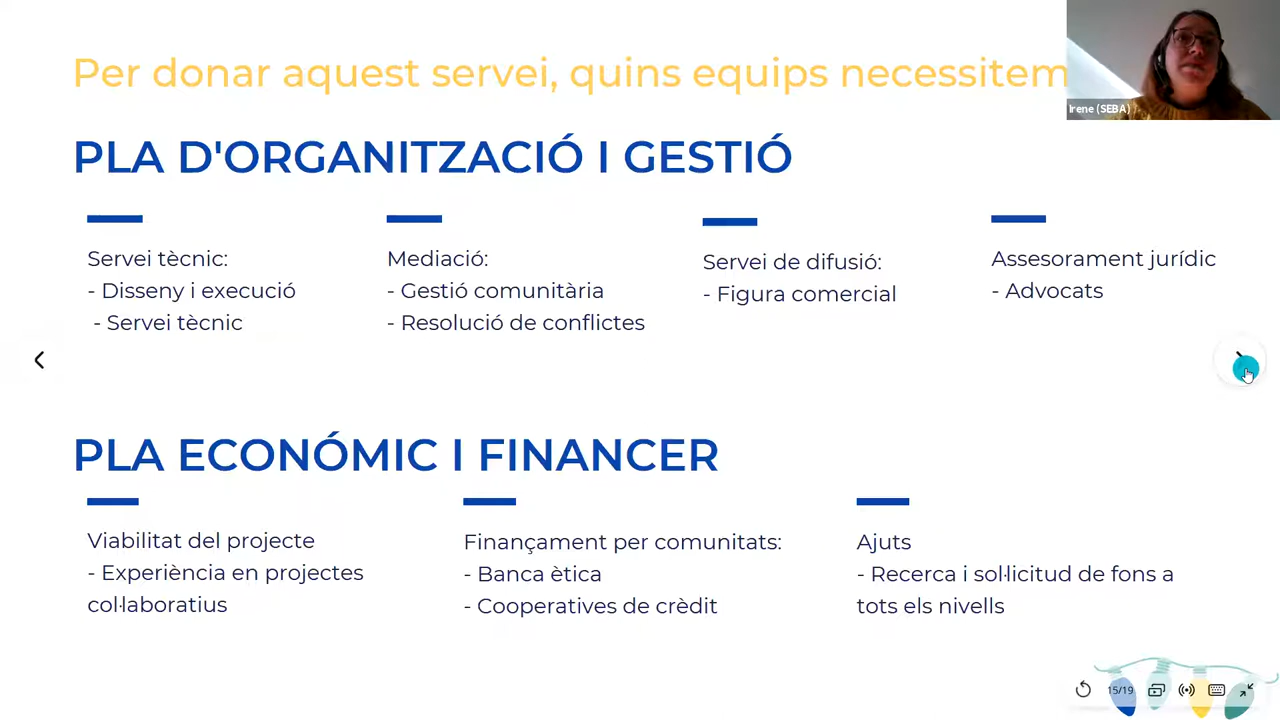 Per donar aquest servei, quins equips necessitem
Irene (SEBA)
PLA D'ORGANITZACIÓ I GESTIÓ
Servei tècnic:
- Disseny i execució
- Servei tècnic
Mediació:
- Gestió comunitària
- Resolució de conflictes
Servei de difusió:
- Figura comercial
Assesorament jurídic
- Advocats
PLA ECONÓMIC I FINANCER
Viabilitat del projecte
- Experiència en projectes
col·laboratius
Finançament per comunitats:
- Banca ètica
- Cooperatives de crèdit
Ajuts
- Recerca i sol·licitud de fons a
tots els nivells
15/19